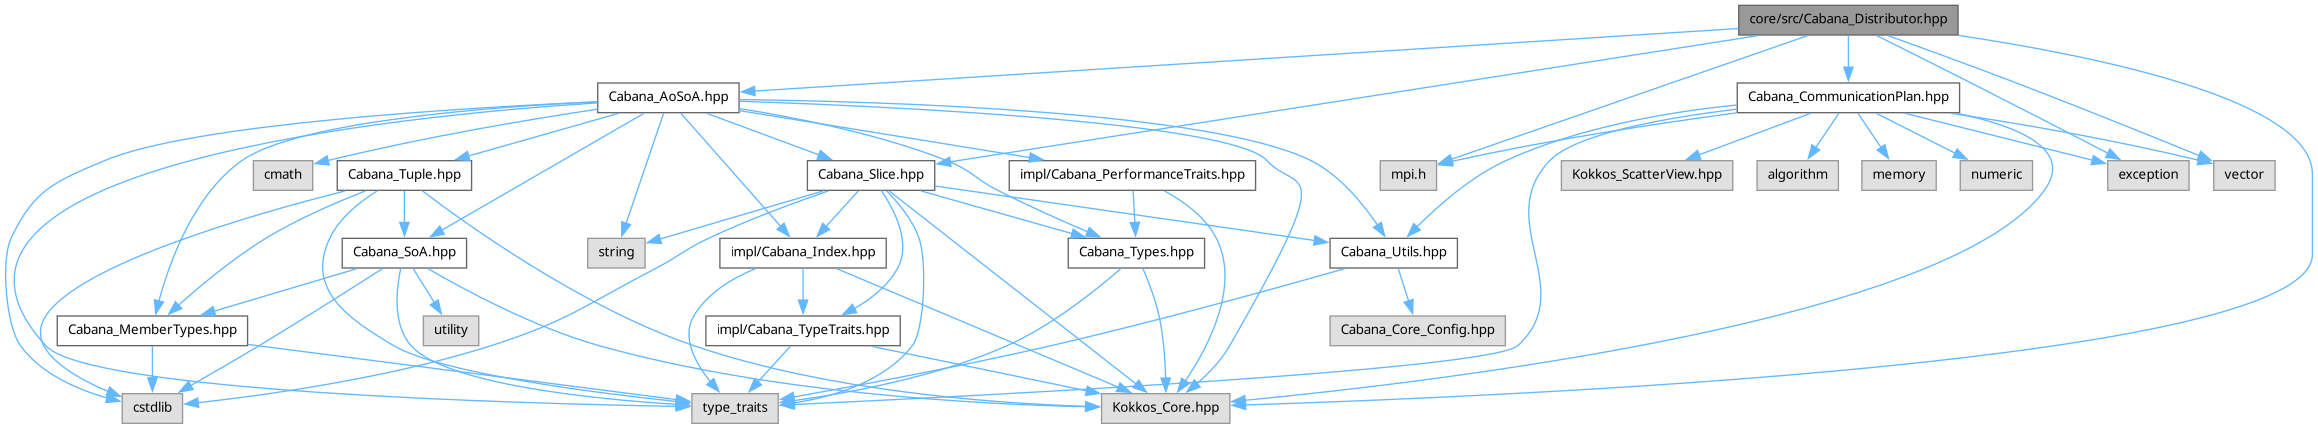 core/src/Cabana_Distributor.hpp
Cabana_AoSoA.hpp
Cabana_CommunicationPlan.hpp
cmath
Cabana_Tuple.hpp
Cabana_Slice.hpp
impl/Cabana_PerformanceTraits.hpp
mpi.h
Kokkos_ScatterView.hpp
algorithm
memory
numeric
exception
vector
Cabana_SoA.hpp
string
impl/Cabana_Index.hpp
Cabana_Types.hpp
Cabana_Utils.hpp
Cabana_MemberTypes.hpp
utility
impl/Cabana_TypeTraits.hpp
Cabana_Core_Config.hpp
cstdlib
type_traits
Kokkos_Core.hpp